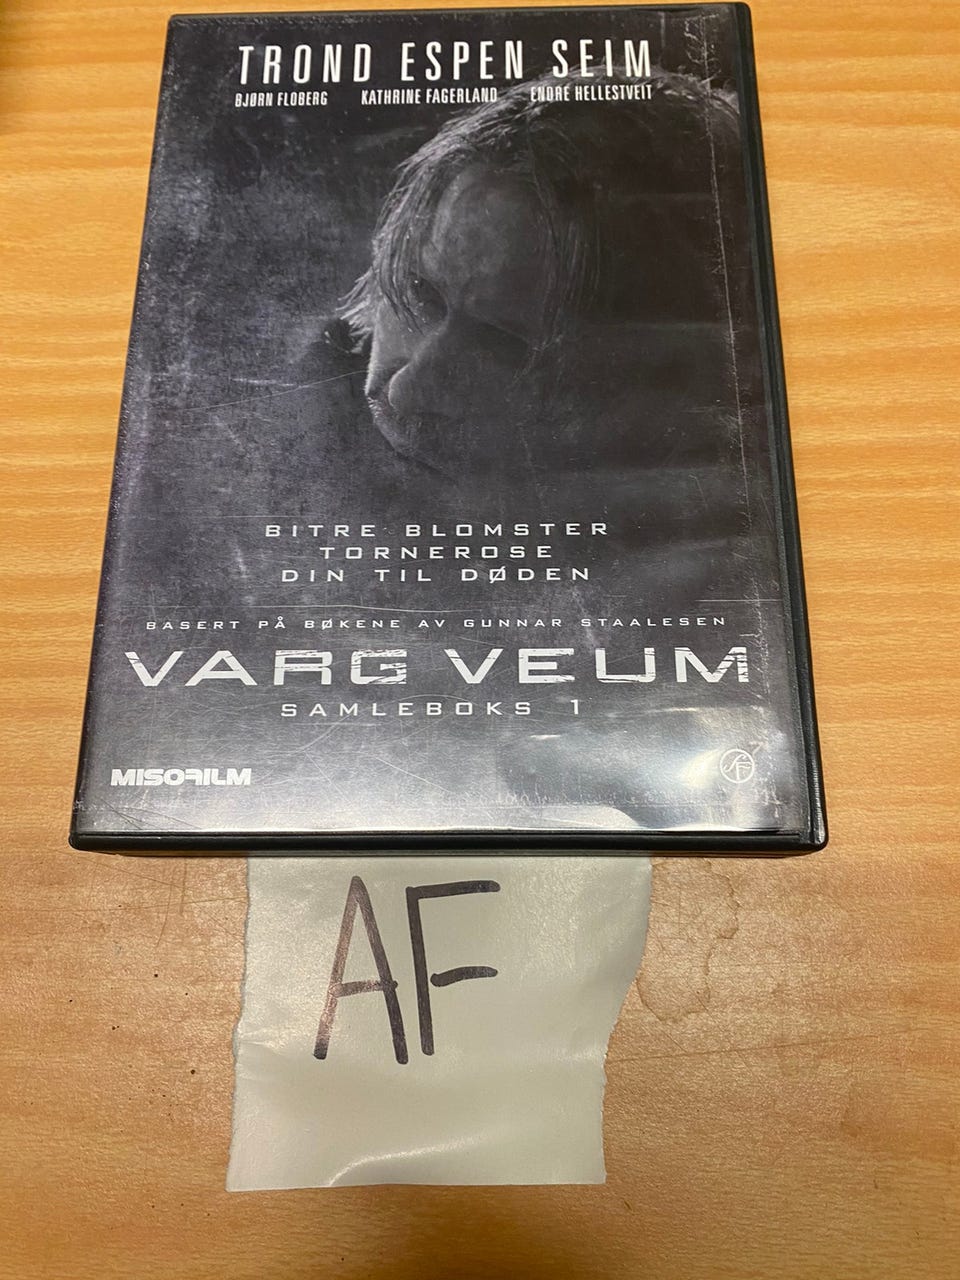 TROND ESPEN SEIM
BJØRN FLOBERG KATHRINE FAGERLAND ENDRE HELLESTVEIT
BITRE BLOMSTER
TORNEROSE
DIN TIL DØDEN
BASERT PÅ BØKENE AV GUNNAR STAALESEN
VARG VEUM
SAMLEBOKS 1
MISOFILM
SF
AF